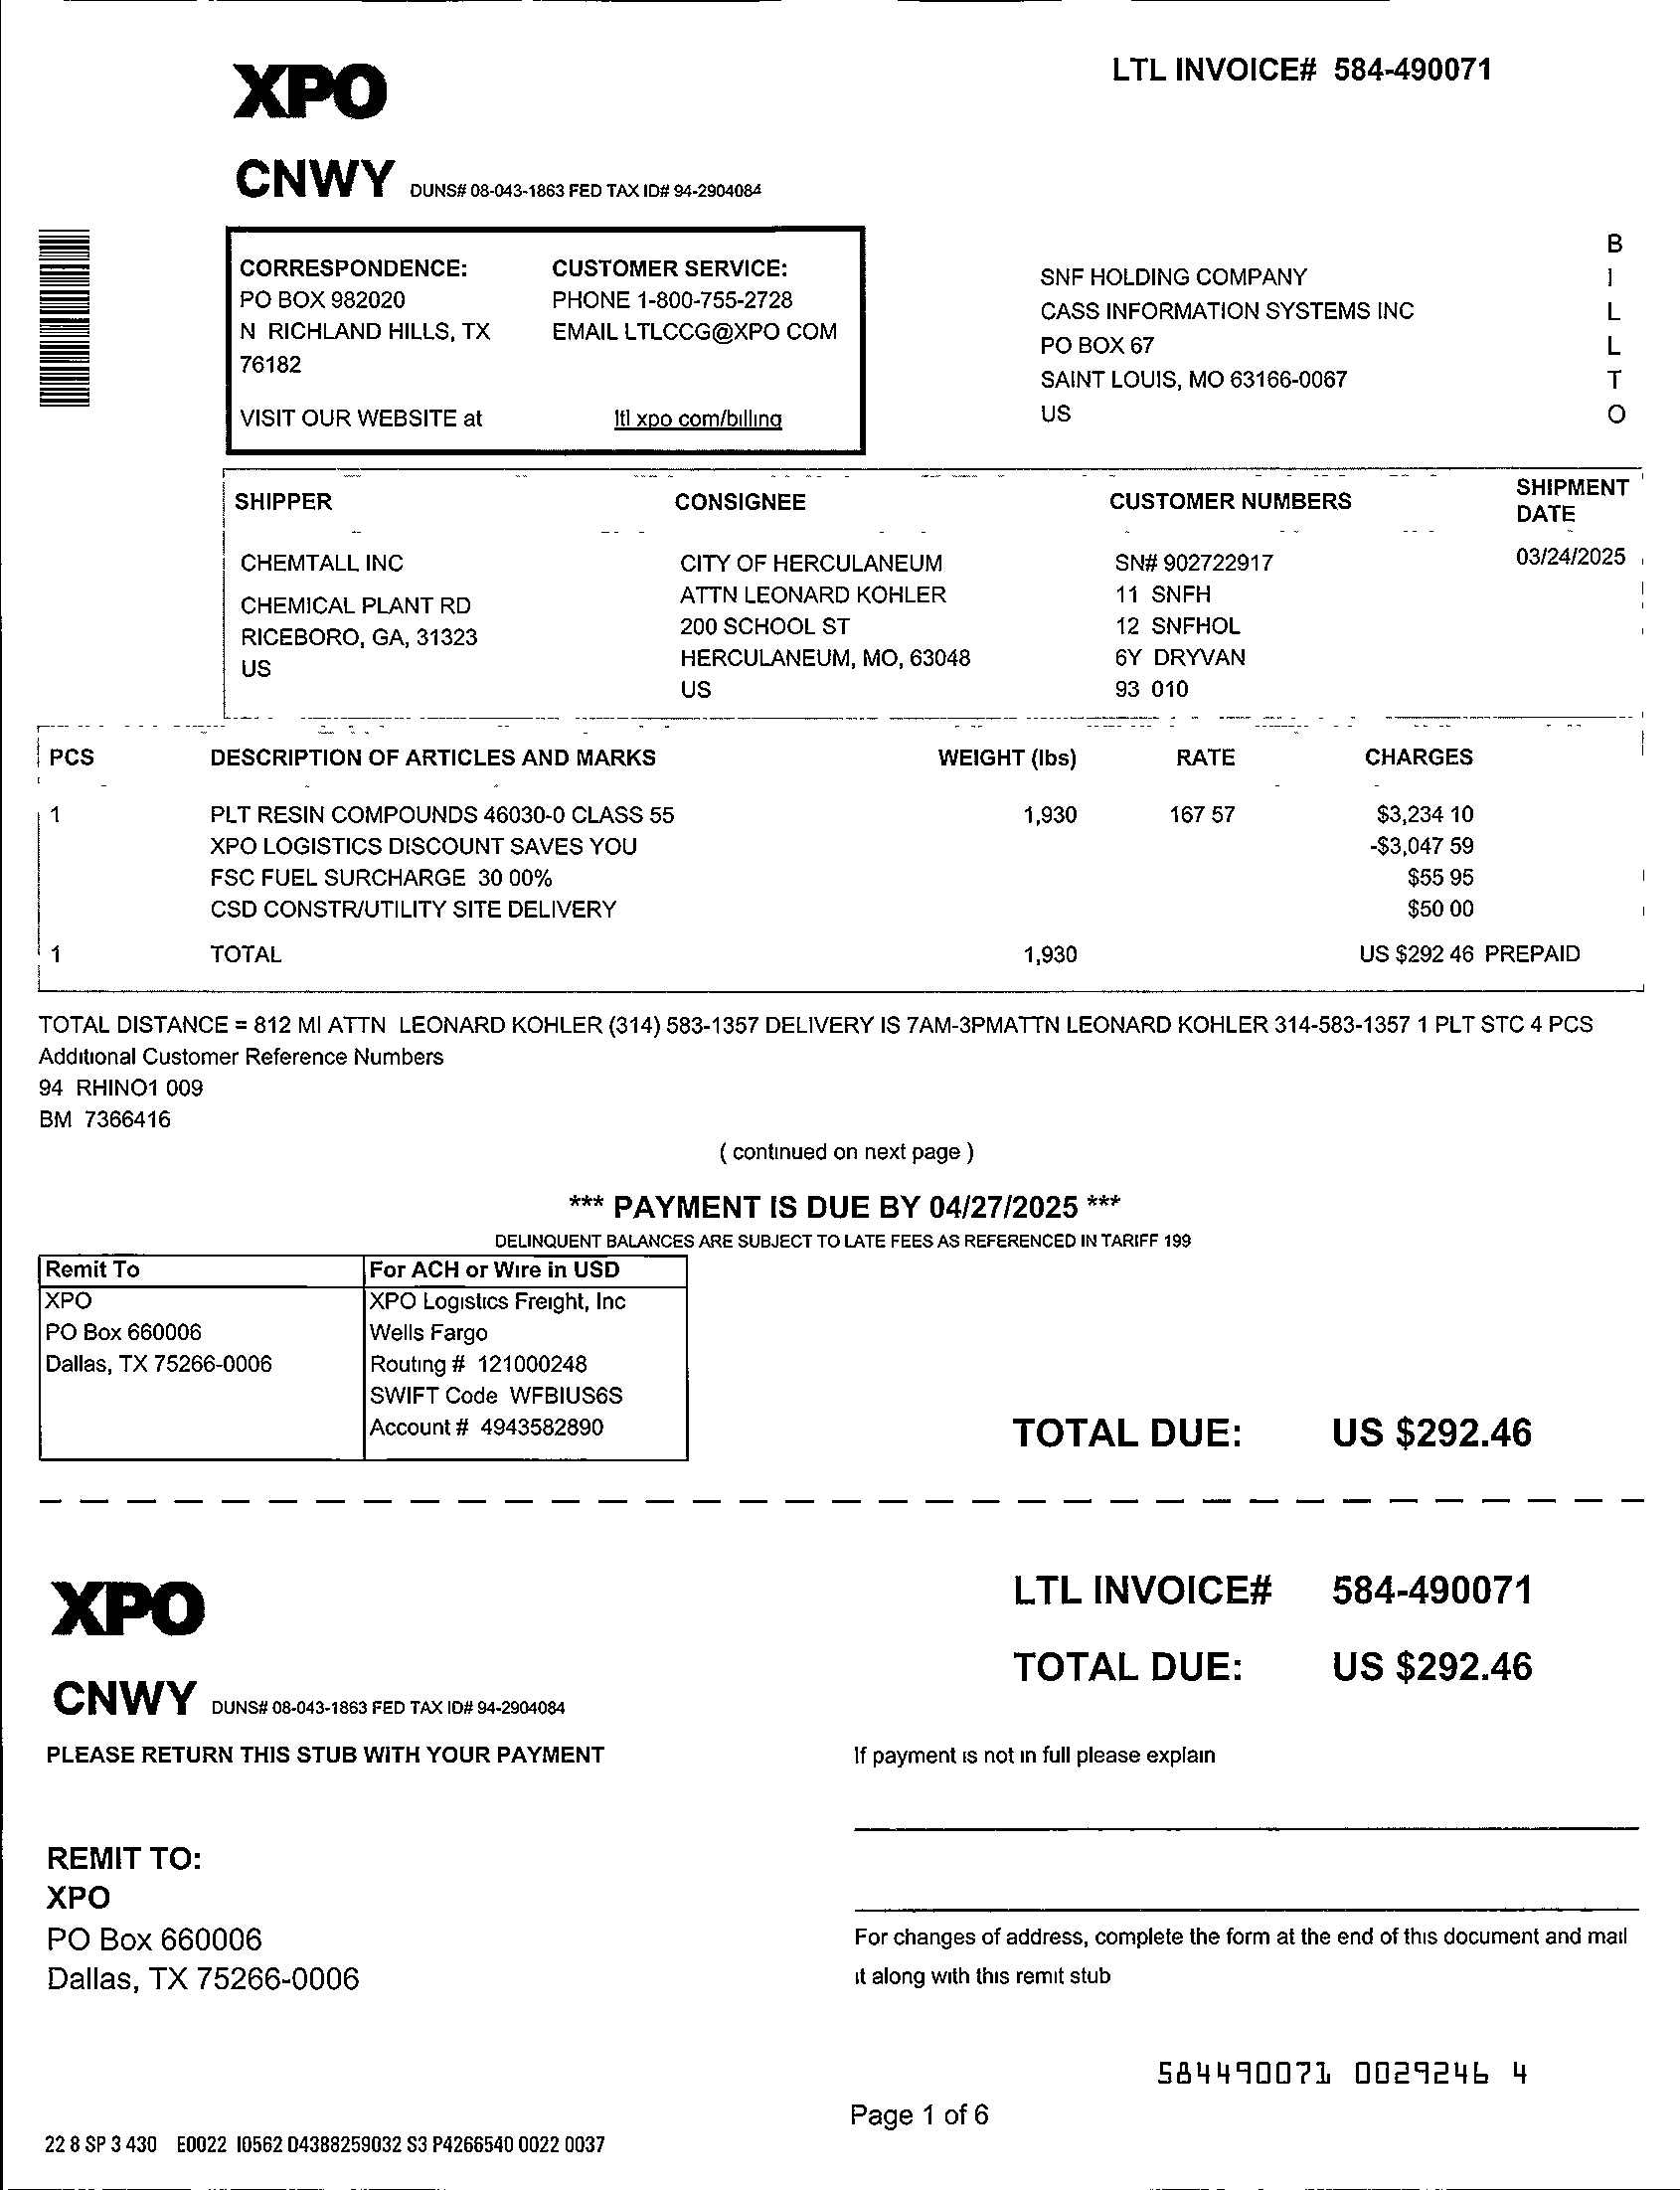 LTL INVOICE# 584-490071
XPO
CNWY DUNS# 08-043-1863 FED TAX ID# 94-2904084
CORRESPONDENCE:
PO BOX 982020
N RICHLAND HILLS, TX
76182
CUSTOMER SERVICE:
PHONE 1-800-755-2728
EMAIL LTLCCG@XPO COM
VISIT OUR WEBSITE at ltl xpo com/billing
SNF HOLDING COMPANY
CASS INFORMATION SYSTEMS INC
PO BOX 67
SAINT LOUIS, MO 63166-0067
US
BILL TO
SHIPPER
CHEMTALL INC
CHEMICAL PLANT RD
RICEBORO, GA, 31323
US
CONSIGNEE
CITY OF HERCULANEUM
ATTN LEONARD KOHLER
200 SCHOOL ST
HERCULANEUM, MO, 63048
US
CUSTOMER NUMBERS
SN# 902722917
11 SNFH
12 SNFHOL
6Y DRYVAN
93 010
SHIPMENT
DATE
03/24/2025
PCS DESCRIPTION OF ARTICLES AND MARKS WEIGHT (lbs) RATE CHARGES
1 PLT RESIN COMPOUNDS 46030-0 CLASS 55 1,930 167 57 $3,234 10
XPO LOGISTICS DISCOUNT SAVES YOU -$3,047 59
FSC FUEL SURCHARGE 30 00% $55 95
CSD CONSTR/UTILITY SITE DELIVERY $50 00
1 TOTAL 1,930 US $292 46 PREPAID
TOTAL DISTANCE = 812 MI ATTN LEONARD KOHLER (314) 583-1357 DELIVERY IS 7AM-3PMATTN LEONARD KOHLER 314-583-1357 1 PLT STC 4 PCS
Additional Customer Reference Numbers
94 RHINO1 009
BM 7366416
( continued on next page )
*** PAYMENT IS DUE BY 04/27/2025 ***
DELINQUENT BALANCES ARE SUBJECT TO LATE FEES AS REFERENCED IN TARIFF 199
Remit To
XPO
PO Box 660006
Dallas, TX 75266-0006
For ACH or Wire in USD
XPO Logistics Freight, Inc
Wells Fargo
Routing # 121000248
SWIFT Code WFBIUS6S
Account # 4943582890
TOTAL DUE: US $292.46
XPO
CNWY DUNS# 08-043-1863 FED TAX ID# 94-2904084
LTL INVOICE# 584-490071
TOTAL DUE: US $292.46
PLEASE RETURN THIS STUB WITH YOUR PAYMENT
If payment is not in full please explain
REMIT TO:
XPO
PO Box 660006
Dallas, TX 75266-0006
For changes of address, complete the form at the end of this document and mail
it along with this remit stub
584490071 0029246 4
Page 1 of 6
22 8 SP 3 430 E0022 I0562 D4388259032 S3 P4266540 0022 0037